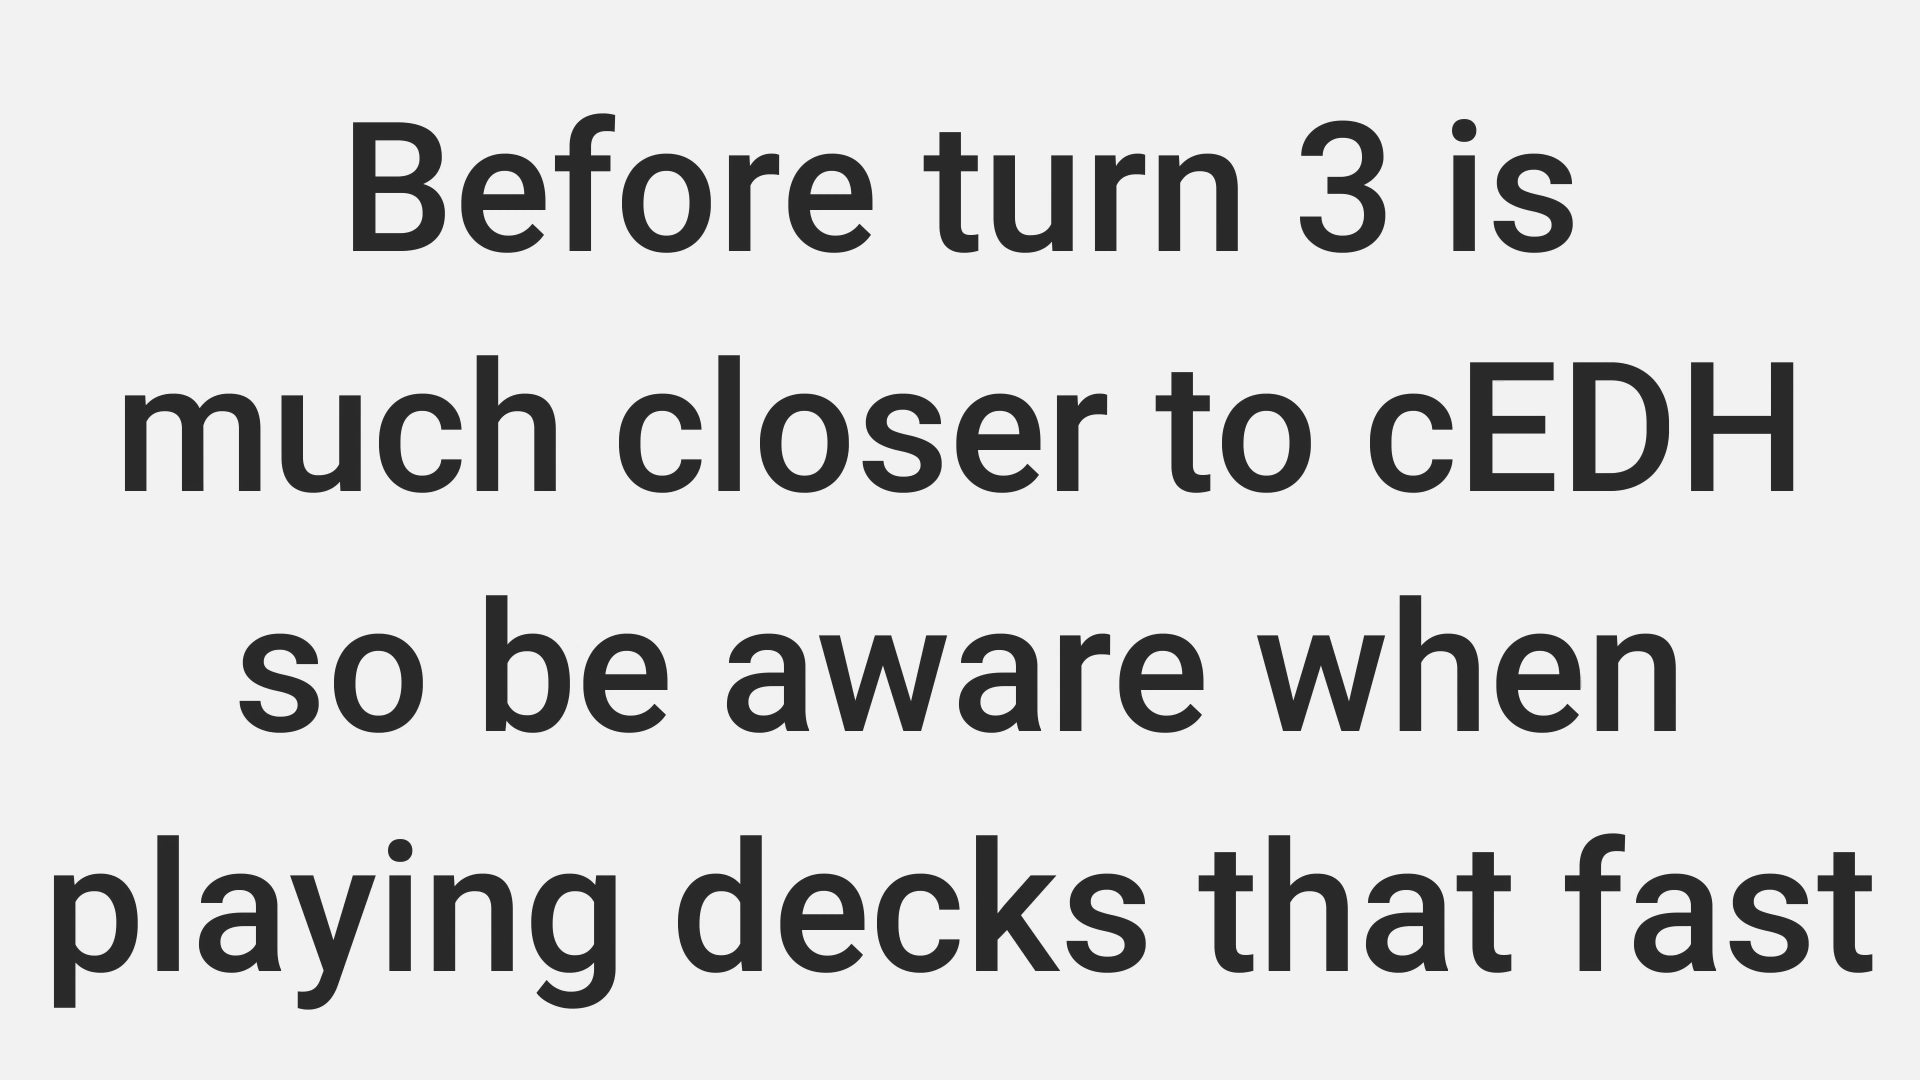 Before turn 3 is
much closer to cEDH
so be aware when
playing decks that fast